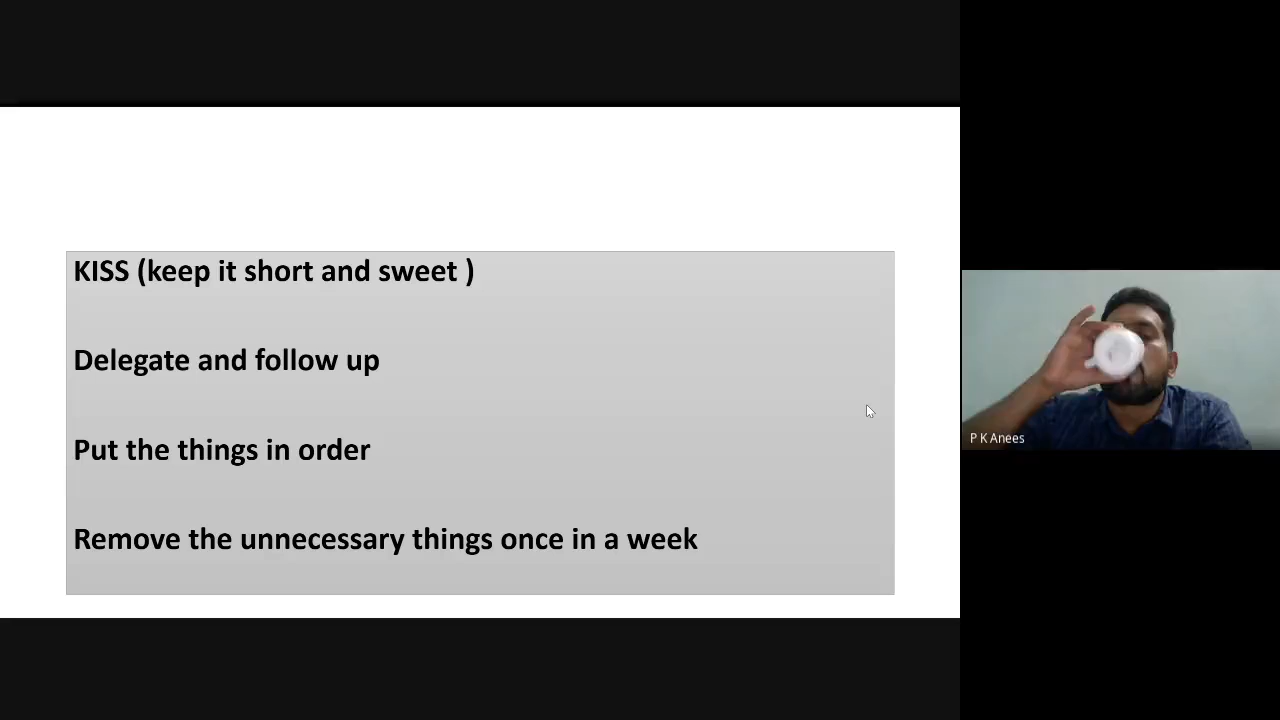 KISS (keep it short and sweet )
Delegate and follow up
Put the things in order
Remove the unnecessary things once in a week
P K Anees